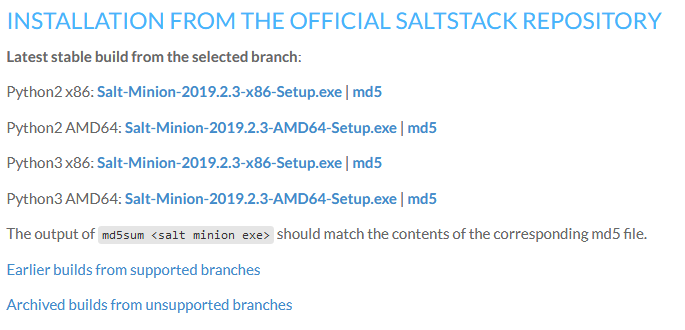 INSTALLATION FROM THE OFFICIAL SALTSTACK REPOSITORY
Latest stable build from the selected branch:
Python2 x86: Salt-Minion-2019.2.3-x86-Setup.exe | md5
Python2 AMD64: Salt-Minion-2019.2.3-AMD64-Setup.exe | md5
Python3 x86: Salt-Minion-2019.2.3-x86-Setup.exe | md5
Python3 AMD64: Salt-Minion-2019.2.3-AMD64-Setup.exe | md5
The output of md5sum <salt minion exe> should match the contents of the corresponding md5 file.
Earlier builds from supported branches
Archived builds from unsupported branches